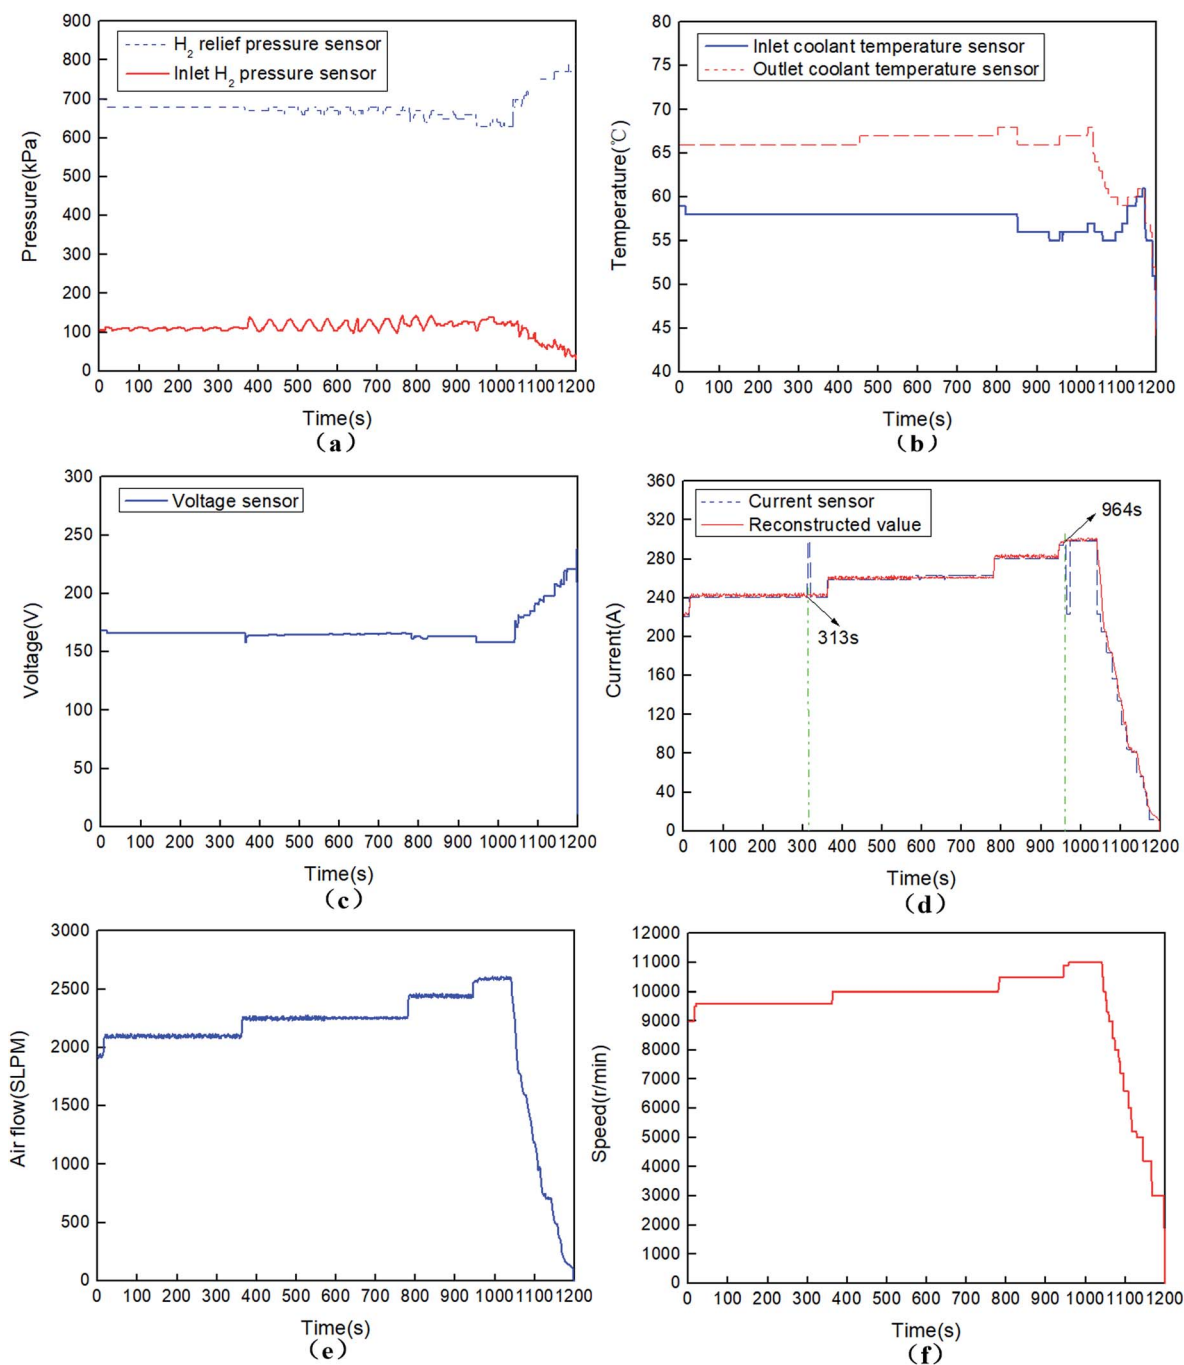 900
800
700
600
500
400
300
200
100
0
Pressure(kPa)
H2 relief pressure sensor
Inlet H2 pressure sensor
0 100 200 300 400 500 600 700 800 900 1000 1100 1200
Time(s)
(a)
80
75
70
65
60
55
50
45
40
Temperature(℃)
Inlet coolant temperature sensor
Outlet coolant temperature sensor
0 100 200 300 400 500 600 700 800 900 1000 1100 1200
Time(s)
(b)
300
250
200
150
100
50
0
Voltage(V)
Voltage sensor
0 100 200 300 400 500 600 700 800 900 1000 1100 1200
Time(s)
(c)
360
320
280
240
200
160
120
80
40
0
Current(A)
Current sensor
Reconstructed value
964s
313s
0 100 200 300 400 500 600 700 800 900 1000 1100 1200
Time(s)
(d)
3000
2500
2000
1500
1000
500
0
Air flow(SLPM)
0 100 200 300 400 500 600 700 800 900 1000 1100 1200
Time(s)
(e)
12000
11000
10000
9000
8000
7000
6000
5000
4000
3000
2000
1000
0
Speed(r/min)
0 100 200 300 400 500 600 700 800 900 1000 1100 1200
Time(s)
(f)